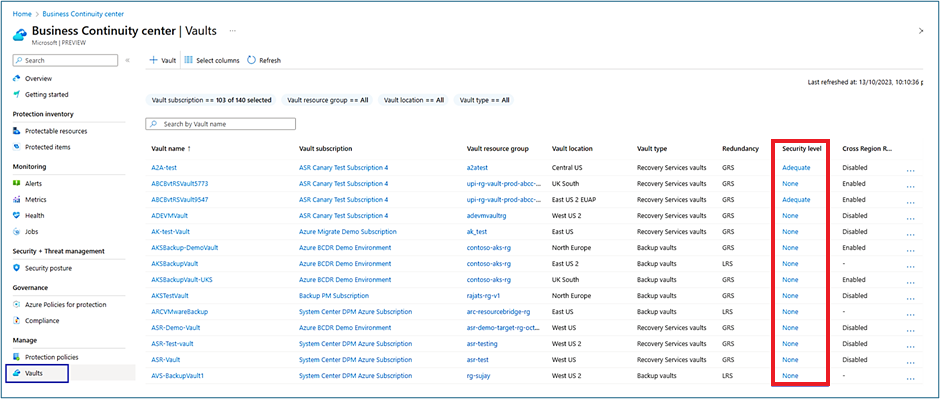 Home > Business Continuity center
Business Continuity center | Vaults ...
Microsoft | PREVIEW
Search
«
+ Vault
Select columns
Refresh
Overview
Getting started
Protection inventory
Protectable resources
Protected items
Monitoring
Alerts
Metrics
Health
Jobs
Security + Threat management
Security posture
Governance
Azure Policies for protection
Compliance
Manage
Protection policies
Vaults
Last refreshed at: 13/10/2023, 10:10:36 p
Vault subscription == 103 of 140 selected Vault resource group == All Vault location == All Vault type == All
Search by Vault name
Vault name ↑ Vault subscription Vault resource group Vault location Vault type Redundancy Security level Cross Region R...
A2A-test ASR Canary Test Subscription 4 a2atest Central US Recovery Services vaults GRS Adequate Disabled ...
ABCBvtRSVault5773 ASR Canary Test Subscription 4 upi-rg-vault-prod-abcc-... UK South Recovery Services vaults GRS None Enabled ...
ABCBvtRSVault9547 ASR Canary Test Subscription 4 upi-rg-vault-prod-abcc-... East US 2 EUAP Recovery Services vaults GRS Adequate Enabled ...
ADEVMVault ASR Canary Test Subscription 4 adevmvaultrg West US 2 Recovery Services vaults GRS None Disabled ...
AK-test-Vault Azure Migrate Demo Subscription ak_test East US Recovery Services vaults GRS None Disabled ...
AKSBackup-DemoVault Azure BCDR Demo Environment contoso-aks-rg North Europe Backup vaults GRS None Enabled ...
AKSBackupVault Azure BCDR Demo Environment contoso-aks-rg East US 2 Backup vaults LRS None - ...
AKSBackupVault-UKS Azure BCDR Demo Environment contoso-aks-rg UK South Backup vaults GRS None Enabled ...
AKSTestVault Backup PM Subscription rajats-rg-v1 North Europe Backup vaults GRS None Disabled ...
ARCVMwareBackup System Center DPM Azure Subscription arc-resourcebridge-rg East US Backup vaults LRS None - ...
ASR-Demo-Vault Azure BCDR Demo Environment asr-demo-target-rg-oct... West US Recovery Services vaults GRS None Disabled ...
ASR-Test-vault System Center DPM Azure Subscription asr-testing West US 2 Recovery Services vaults GRS None Disabled ...
ASR-Vault System Center DPM Azure Subscription asr-test West US Recovery Services vaults GRS None Disabled ...
AVS-BackupVault1 System Center DPM Azure Subscription rg-sujay West US 2 Backup vaults LRS None - ...